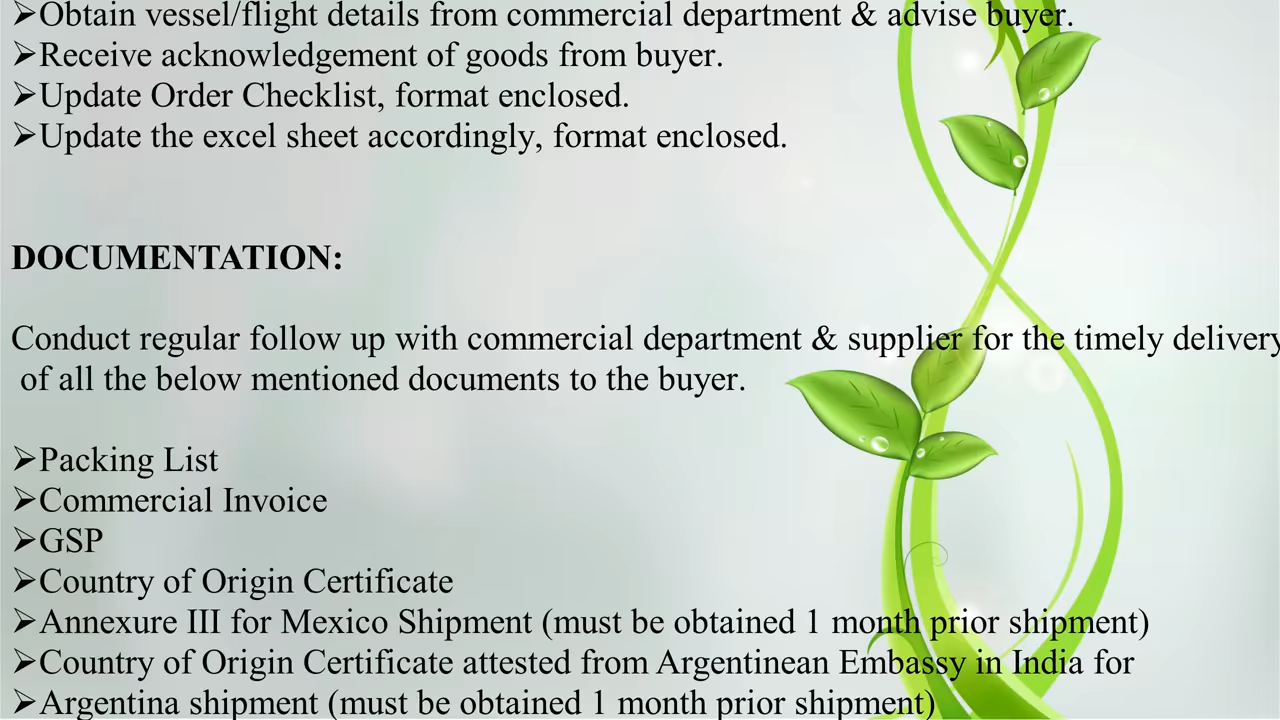 ➢Obtain vessel/flight details from commercial department & advise buyer.
➢Receive acknowledgement of goods from buyer.
➢Update Order Checklist, format enclosed.
➢Update the excel sheet accordingly, format enclosed.
DOCUMENTATION:
Conduct regular follow up with commercial department & supplier for the timely delivery
of all the below mentioned documents to the buyer.
➢Packing List
➢Commercial Invoice
➢GSP
➢Country of Origin Certificate
➢Annexure III for Mexico Shipment (must be obtained 1 month prior shipment)
➢Country of Origin Certificate attested from Argentinean Embassy in India for
➢Argentina shipment (must be obtained 1 month prior shipment)